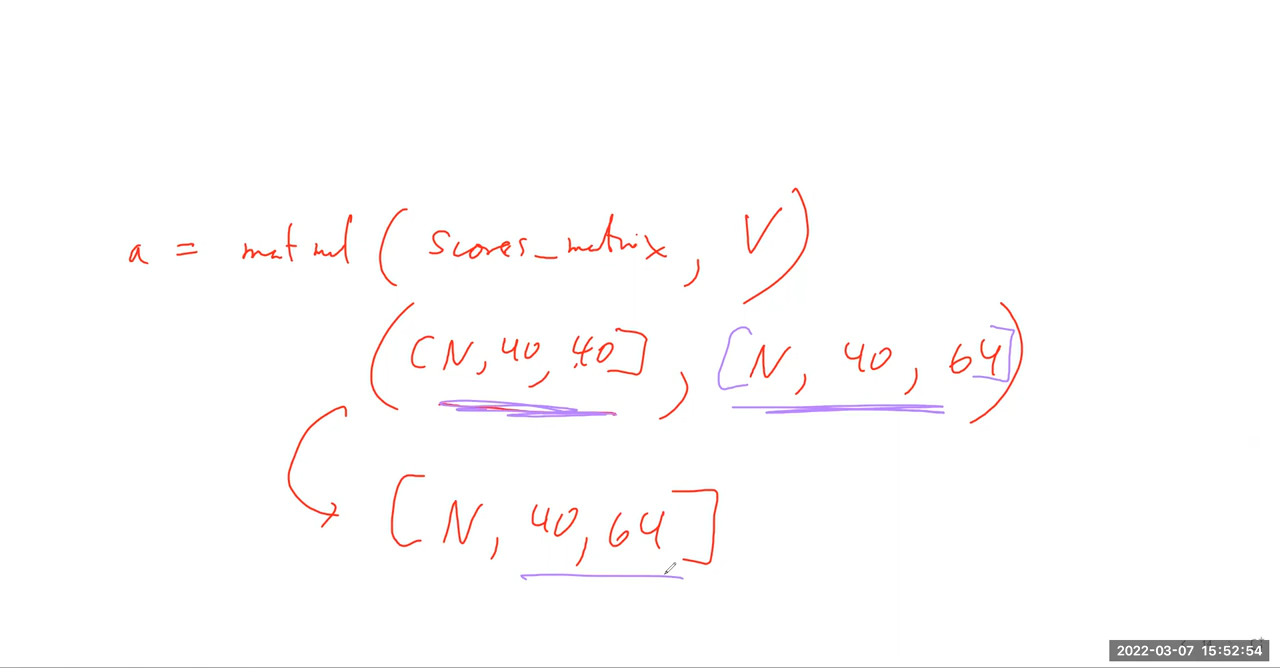 a = matmul ( scores_matrix, V )
( [N, 40, 40] , [N, 40, 64] )
[N, 40, 64]
2022-03-07 15:52:54